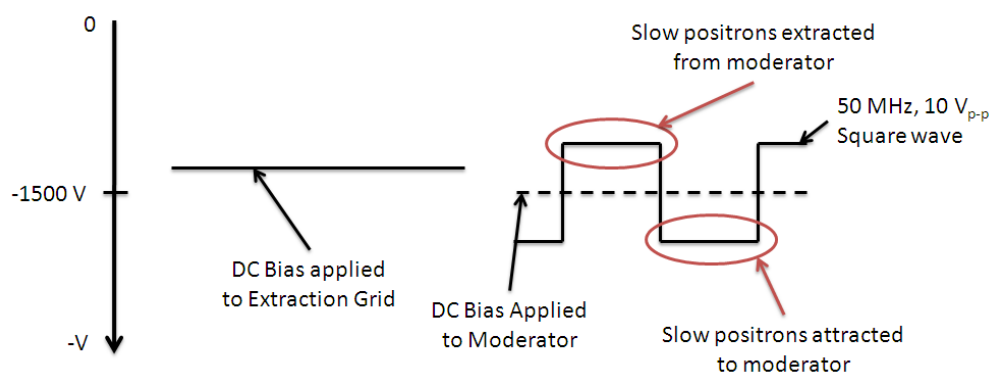 0
-1500 V
-V
DC Bias applied
to Extraction Grid
DC Bias Applied
to Moderator
Slow positrons extracted
from moderator
50 MHz, 10 Vp-p
Square wave
Slow positrons attracted
to moderator